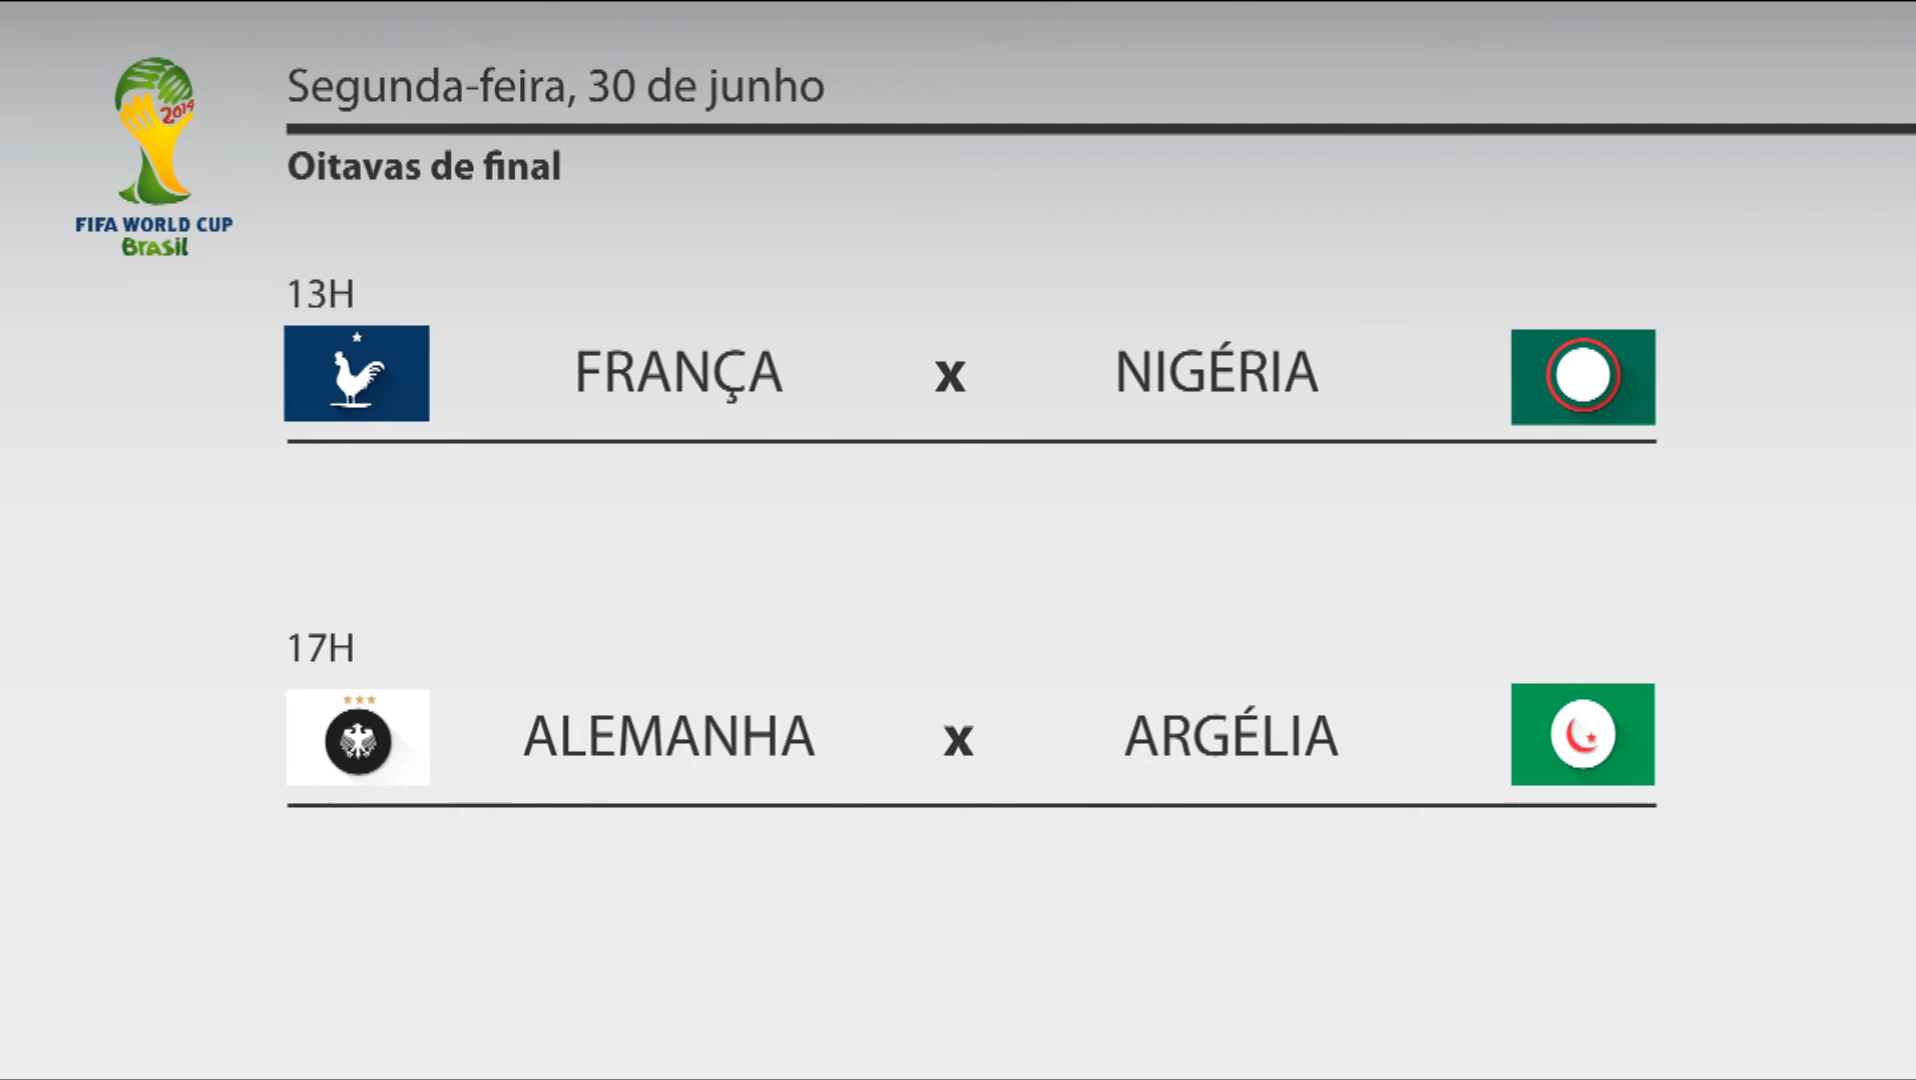 2014
FIFA WORLD CUP
Brasil
Segunda-feira, 30 de junho
Oitavas de final
13H
FRANÇA x NIGÉRIA
17H
ALEMANHA x ARGÉLIA